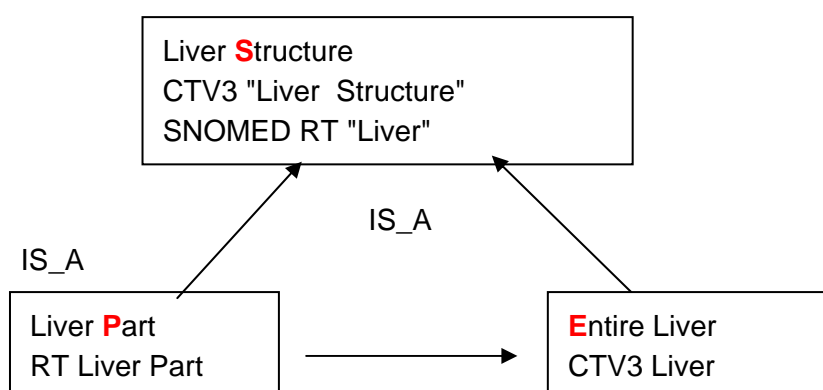 Liver Structure
CTV3 "Liver Structure"
SNOMED RT "Liver"
IS_A
IS_A
Liver Part
RT Liver Part
Entire Liver
CTV3 Liver